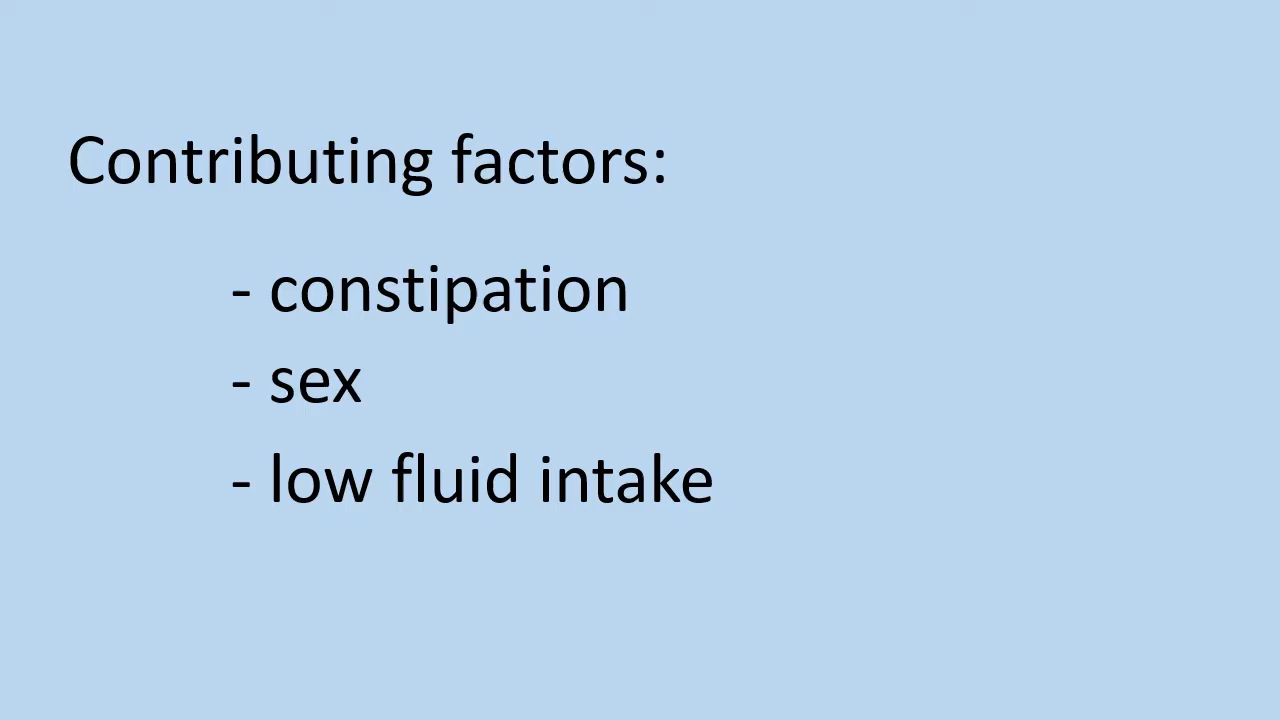 Contributing factors:
- constipation
- sex
- low fluid intake